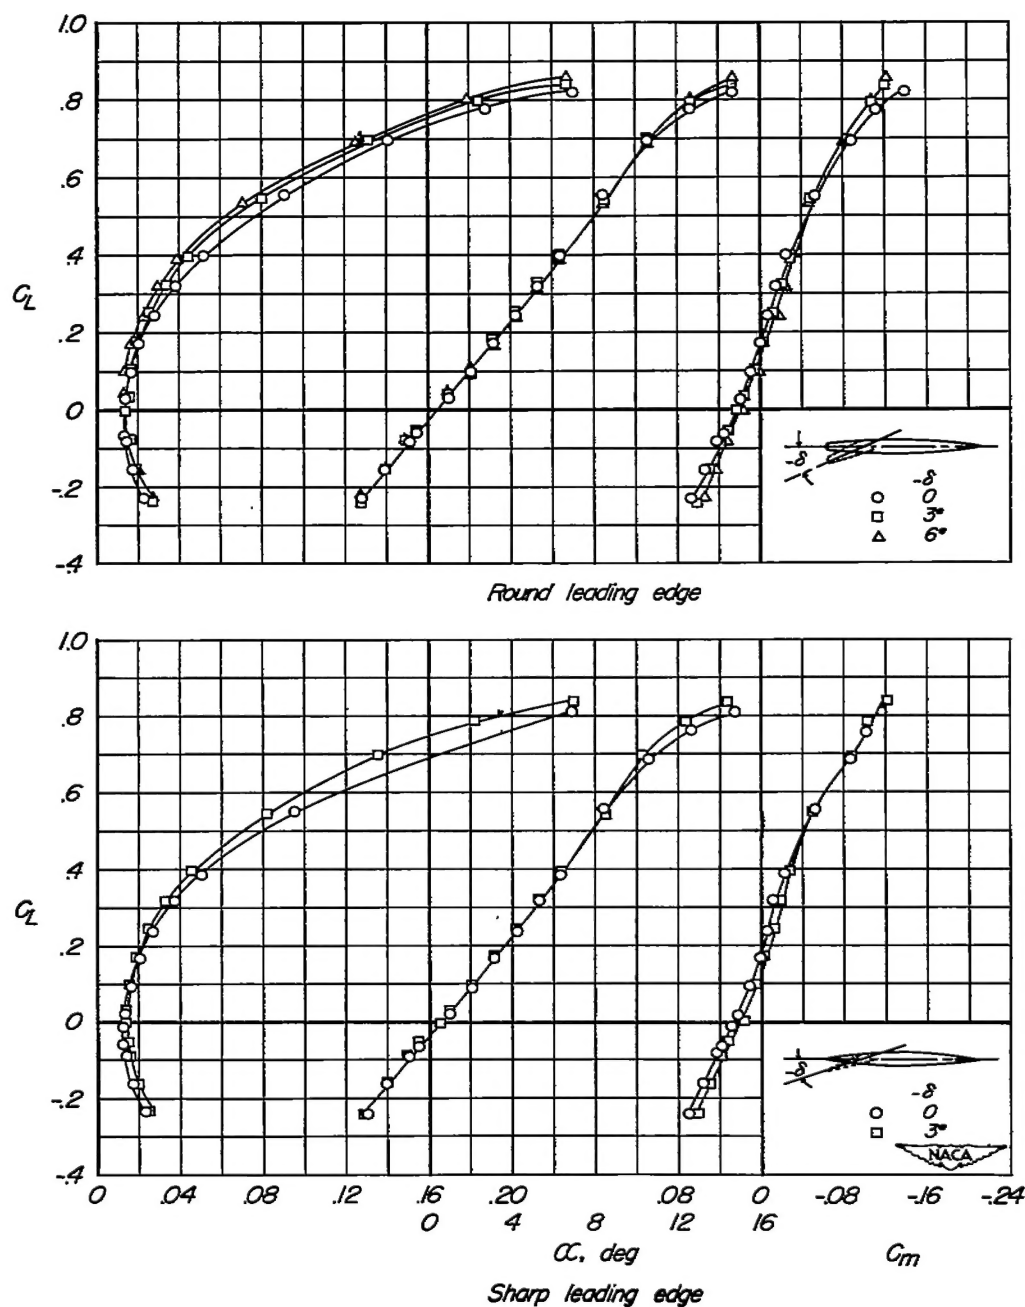 1.0
.8
.6
.4
C_L
.2
0
-.2
-.4
-δ
-δ
○ 0
□ 3°
△ 6°
Round leading edge
1.0
.8
.6
.4
C_L
.2
0
-.2
-.4
-δ
-δ
○ 0
□ 3°
NACA
0 .04 .08 .12 .16 .20 .08 0 -.08 -.16 -.24
0 4 8 12 16
α, deg C_m
Sharp leading edge